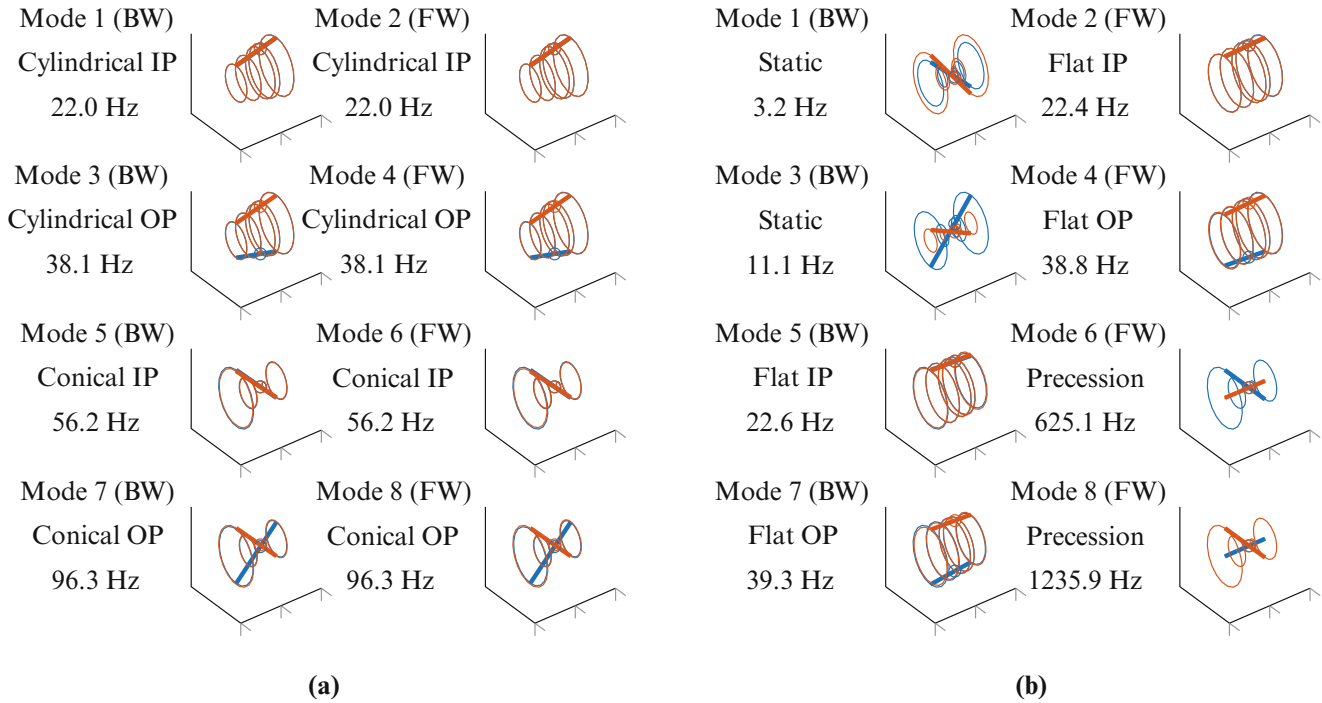 Mode 1 (BW)
Cylindrical IP
22.0 Hz
Mode 2 (FW)
Cylindrical IP
22.0 Hz
Mode 3 (BW)
Cylindrical OP
38.1 Hz
Mode 4 (FW)
Cylindrical OP
38.1 Hz
Mode 5 (BW)
Conical IP
56.2 Hz
Mode 6 (FW)
Conical IP
56.2 Hz
Mode 7 (BW)
Conical OP
96.3 Hz
Mode 8 (FW)
Conical OP
96.3 Hz
(a)
Mode 1 (BW)
Static
3.2 Hz
Mode 2 (FW)
Flat IP
22.4 Hz
Mode 3 (BW)
Static
11.1 Hz
Mode 4 (FW)
Flat OP
38.8 Hz
Mode 5 (BW)
Flat IP
22.6 Hz
Mode 6 (FW)
Precession
625.1 Hz
Mode 7 (BW)
Flat OP
39.3 Hz
Mode 8 (FW)
Precession
1235.9 Hz
(b)